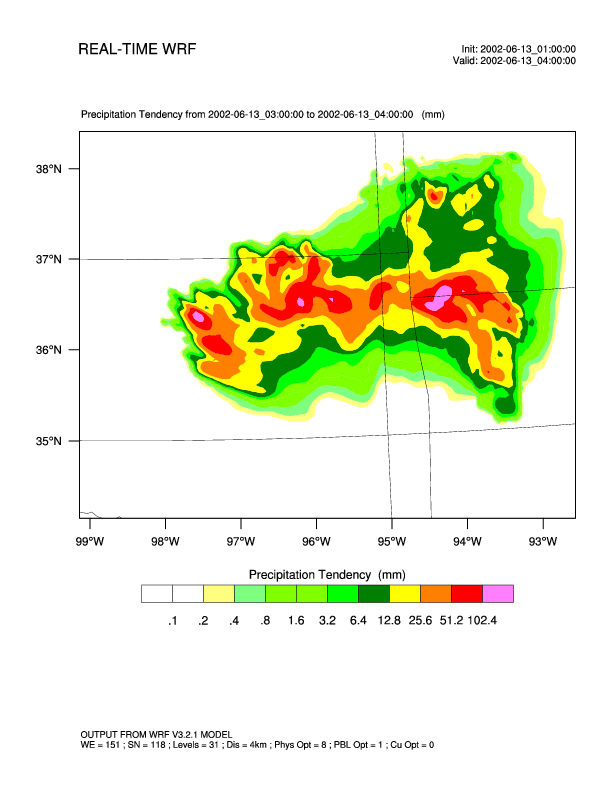 REAL-TIME WRF
Init: 2002-06-13_01:00:00
Valid: 2002-06-13_04:00:00
Precipitation Tendency from 2002-06-13_03:00:00 to 2002-06-13_04:00:00 (mm)
38°N
37°N
36°N
35°N
99°W 98°W 97°W 96°W 95°W 94°W 93°W
Precipitation Tendency (mm)
.1 .2 .4 .8 1.6 3.2 6.4 12.8 25.6 51.2 102.4
OUTPUT FROM WRF V3.2.1 MODEL
WE = 151 ; SN = 118 ; Levels = 31 ; Dis = 4km ; Phys Opt = 8 ; PBL Opt = 1 ; Cu Opt = 0